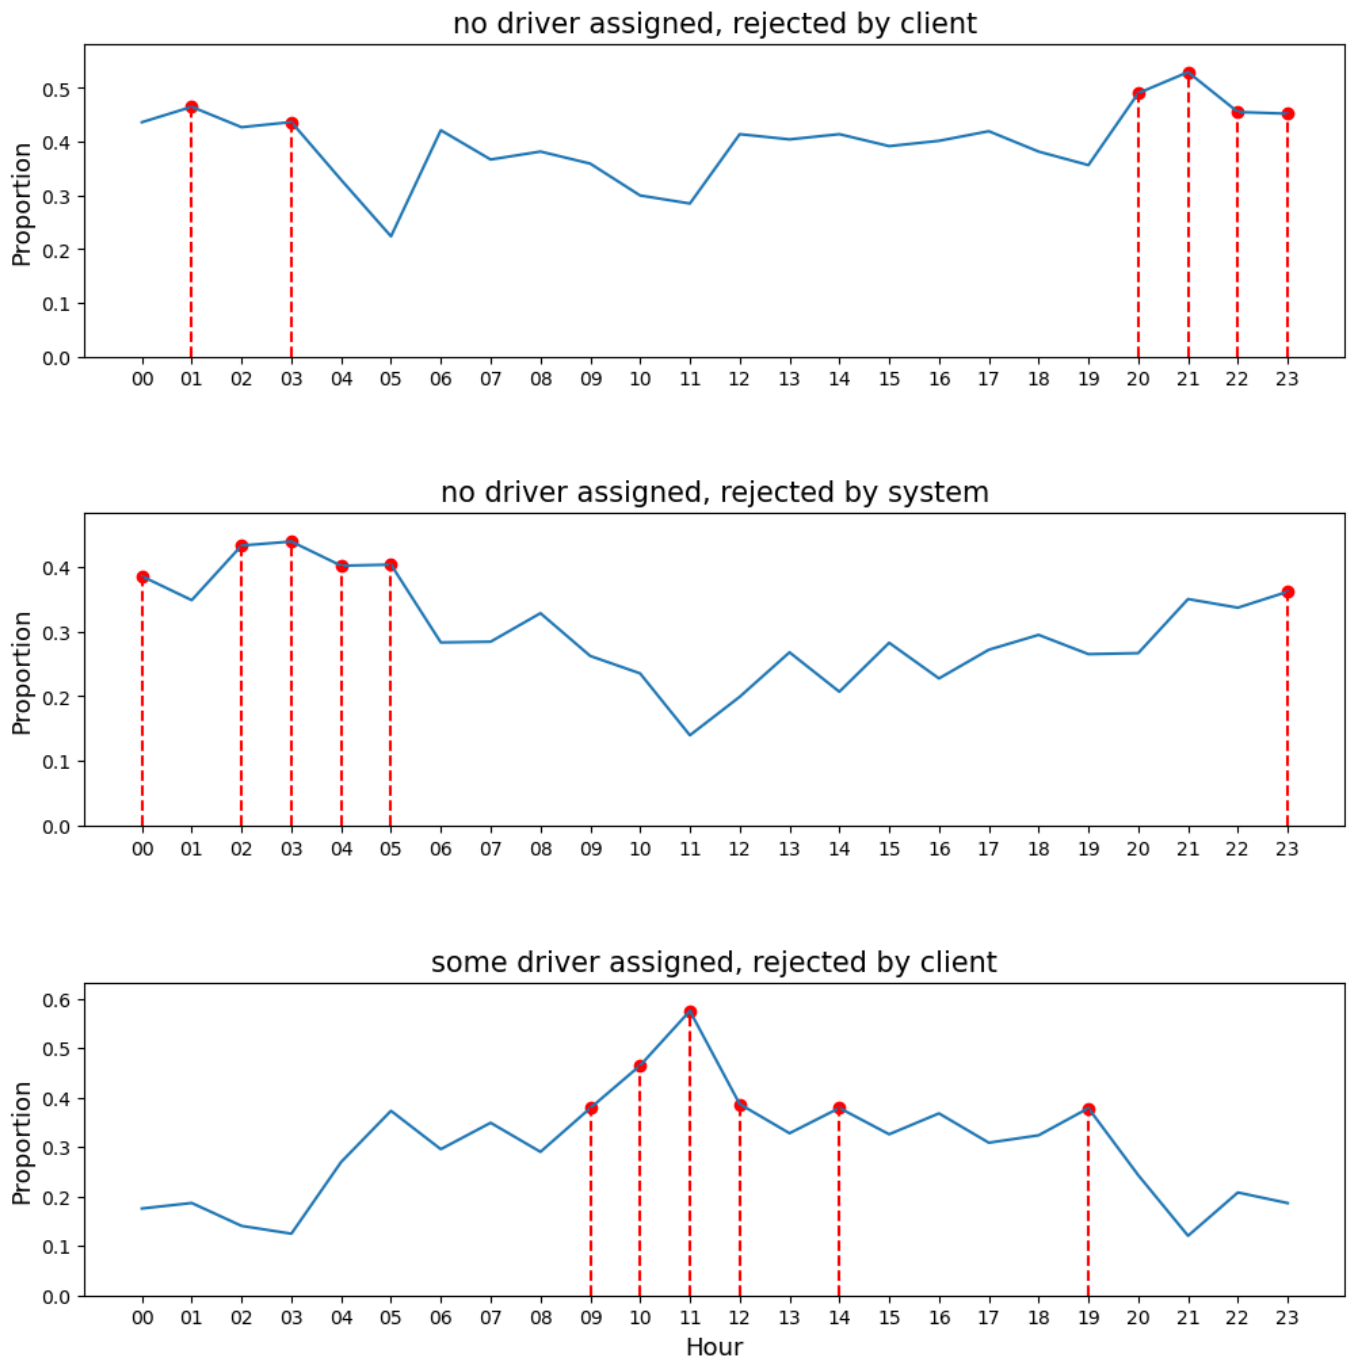 no driver assigned, rejected by client
Proportion
0.5
0.4
0.3
0.2
0.1
0.0
00 01 02 03 04 05 06 07 08 09 10 11 12 13 14 15 16 17 18 19 20 21 22 23
no driver assigned, rejected by system
Proportion
0.4
0.3
0.2
0.1
0.0
00 01 02 03 04 05 06 07 08 09 10 11 12 13 14 15 16 17 18 19 20 21 22 23
some driver assigned, rejected by client
Proportion
0.6
0.5
0.4
0.3
0.2
0.1
0.0
00 01 02 03 04 05 06 07 08 09 10 11 12 13 14 15 16 17 18 19 20 21 22 23
Hour